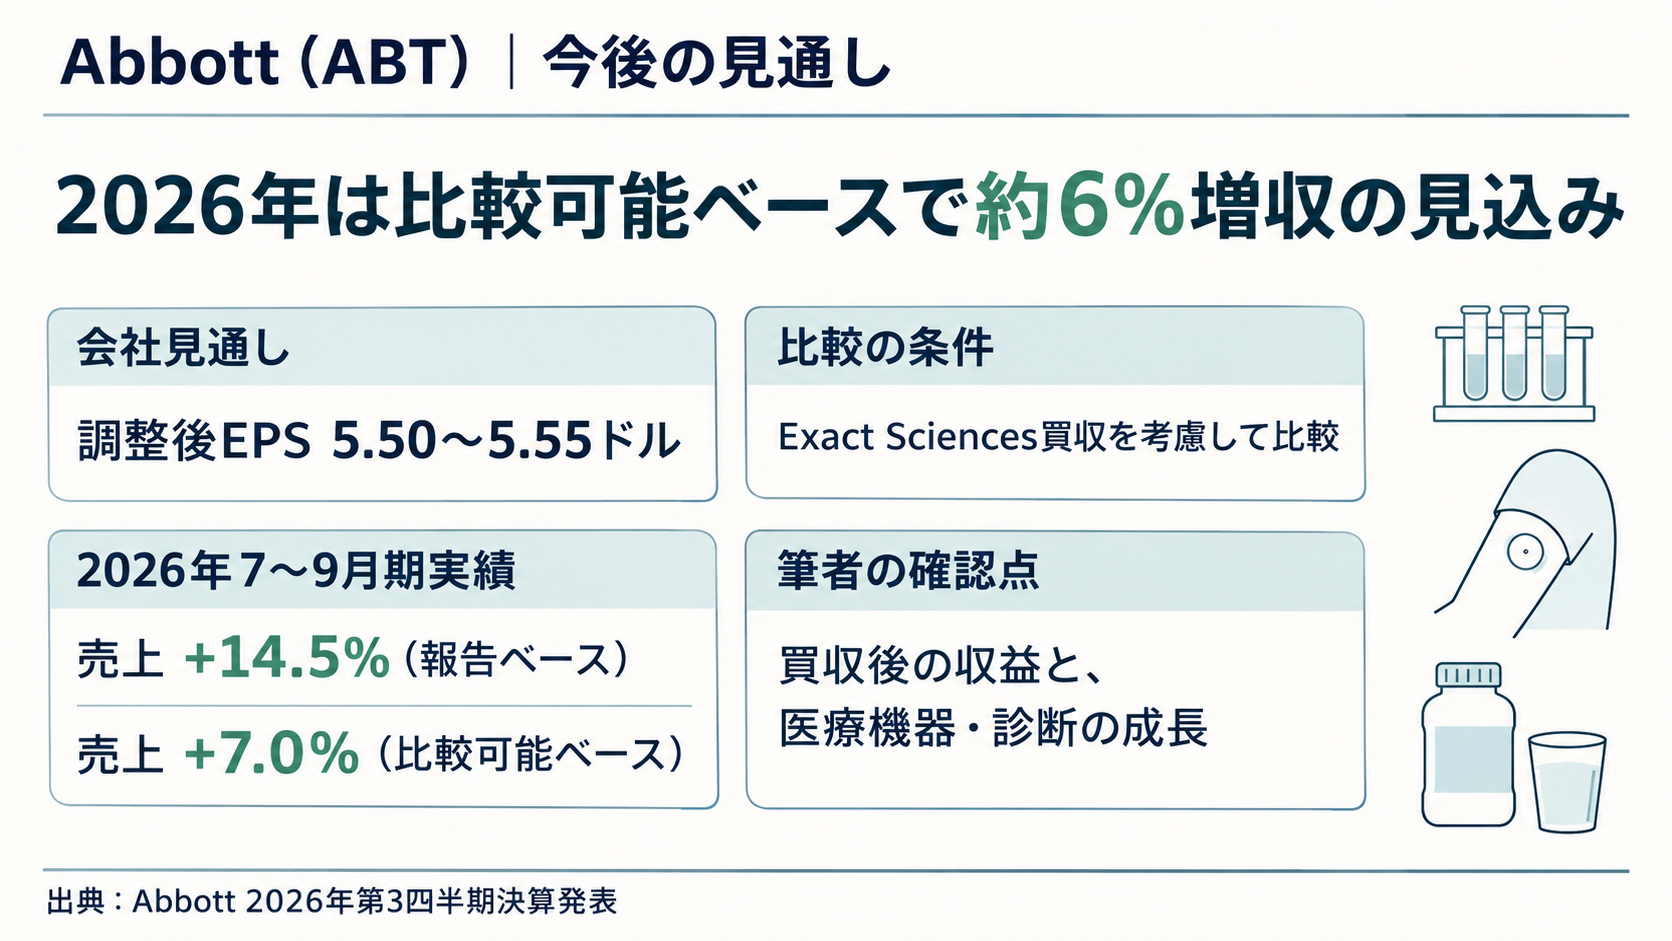 Abbott（ABT）｜今後の見通し
2026年は比較可能ベースで約6%増収の見込み
会社見通し
調整後EPS 5.50～5.55ドル
比較の条件
Exact Sciences買収を考慮して比較
2026年7～9月期実績
売上 +14.5%（報告ベース）
売上 +7.0%（比較可能ベース）
筆者の確認点
買収後の収益と、
医療機器・診断の成長
出典：Abbott 2026年第3四半期決算発表